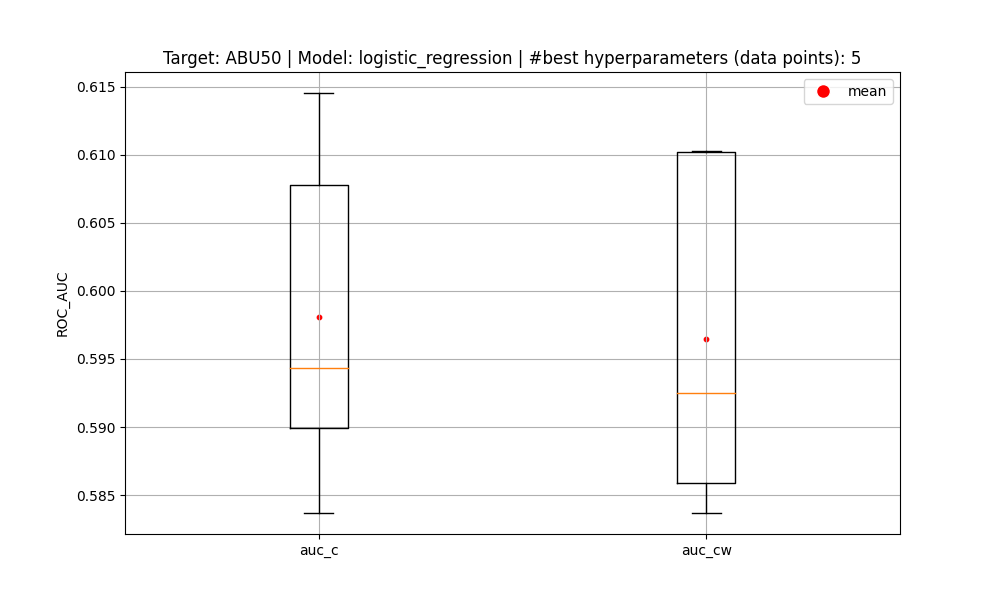 Target: ABU50 | Model: logistic_regression | #best hyperparameters (data points): 5
mean
ROC_AUC
0.615
0.610
0.605
0.600
0.595
0.590
0.585
auc_c
auc_cw